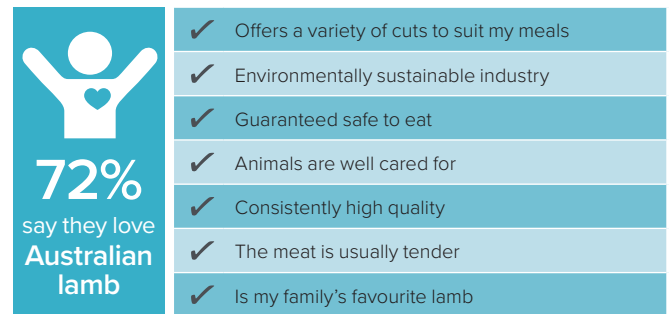 72%
say they love
Australian
lamb
Offers a variety of cuts to suit my meals
Environmentally sustainable industry
Guaranteed safe to eat
Animals are well cared for
Consistently high quality
The meat is usually tender
Is my family's favourite lamb